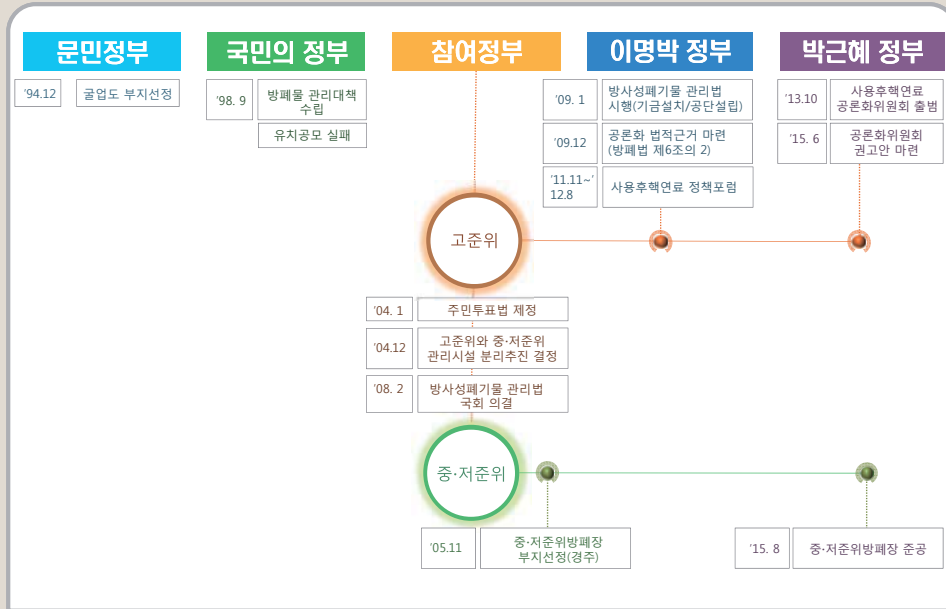 문민정부
'94.12
굴업도 부지선정
국민의 정부
'98. 9
방폐물 관리대책
수립
유치공모 실패
참여정부
이명박 정부
'09. 1
방사성폐기물 관리법
시행(기금설치/공단설립)
'09.12
공론화 법적근거 마련
(방폐법 제6조의 2)
'11.11~'
12.8
사용후핵연료 정책포럼
박근혜 정부
'13.10
사용후핵연료
공론화위원회 출범
'15. 6
공론화위원회
권고안 마련
고준위
'04. 1
주민투표법 제정
'04.12
고준위와 중·저준위
관리시설 분리추진 결정
'08. 2
방사성폐기물 관리법
국회 의결
중·저준위
'05.11
중·저준위방폐장
부지선정(경주)
'15. 8
중·저준위방폐장 준공